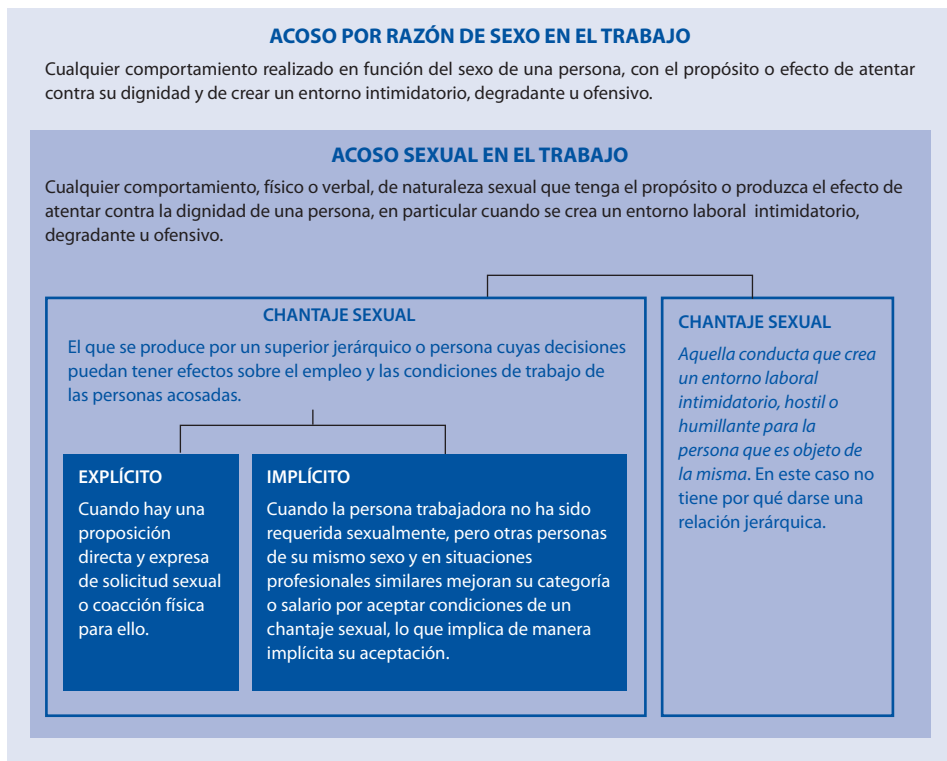 ACOSO POR RAZÓN DE SEXO EN EL TRABAJO
Cualquier comportamiento realizado en función del sexo de una persona, con el propósito o efecto de atentar
contra su dignidad y de crear un entorno intimidatorio, degradante u ofensivo.
ACOSO SEXUAL EN EL TRABAJO
Cualquier comportamiento, físico o verbal, de naturaleza sexual que tenga el propósito o produzca el efecto de
atentar contra la dignidad de una persona, en particular cuando se crea un entorno laboral intimidatorio,
degradante u ofensivo.
CHANTAJE SEXUAL
El que se produce por un superior jerárquico o persona cuyas decisiones
puedan tener efectos sobre el empleo y las condiciones de trabajo de
las personas acosadas.
EXPLÍCITO
Cuando hay una
proposición
directa y expresa
de solicitud sexual
o coacción física
para ello.
IMPLÍCITO
Cuando la persona trabajadora no ha sido
requerida sexualmente, pero otras personas
de su mismo sexo y en situaciones
profesionales similares mejoran su categoría
o salario por aceptar condiciones de un
chantaje sexual, lo que implica de manera
implícita su aceptación.
CHANTAJE SEXUAL
Aquella conducta que crea
un entorno laboral
intimidatorio, hostil o
humillante para la
persona que es objeto de
la misma. En este caso no
tiene por qué darse una
relación jerárquica.